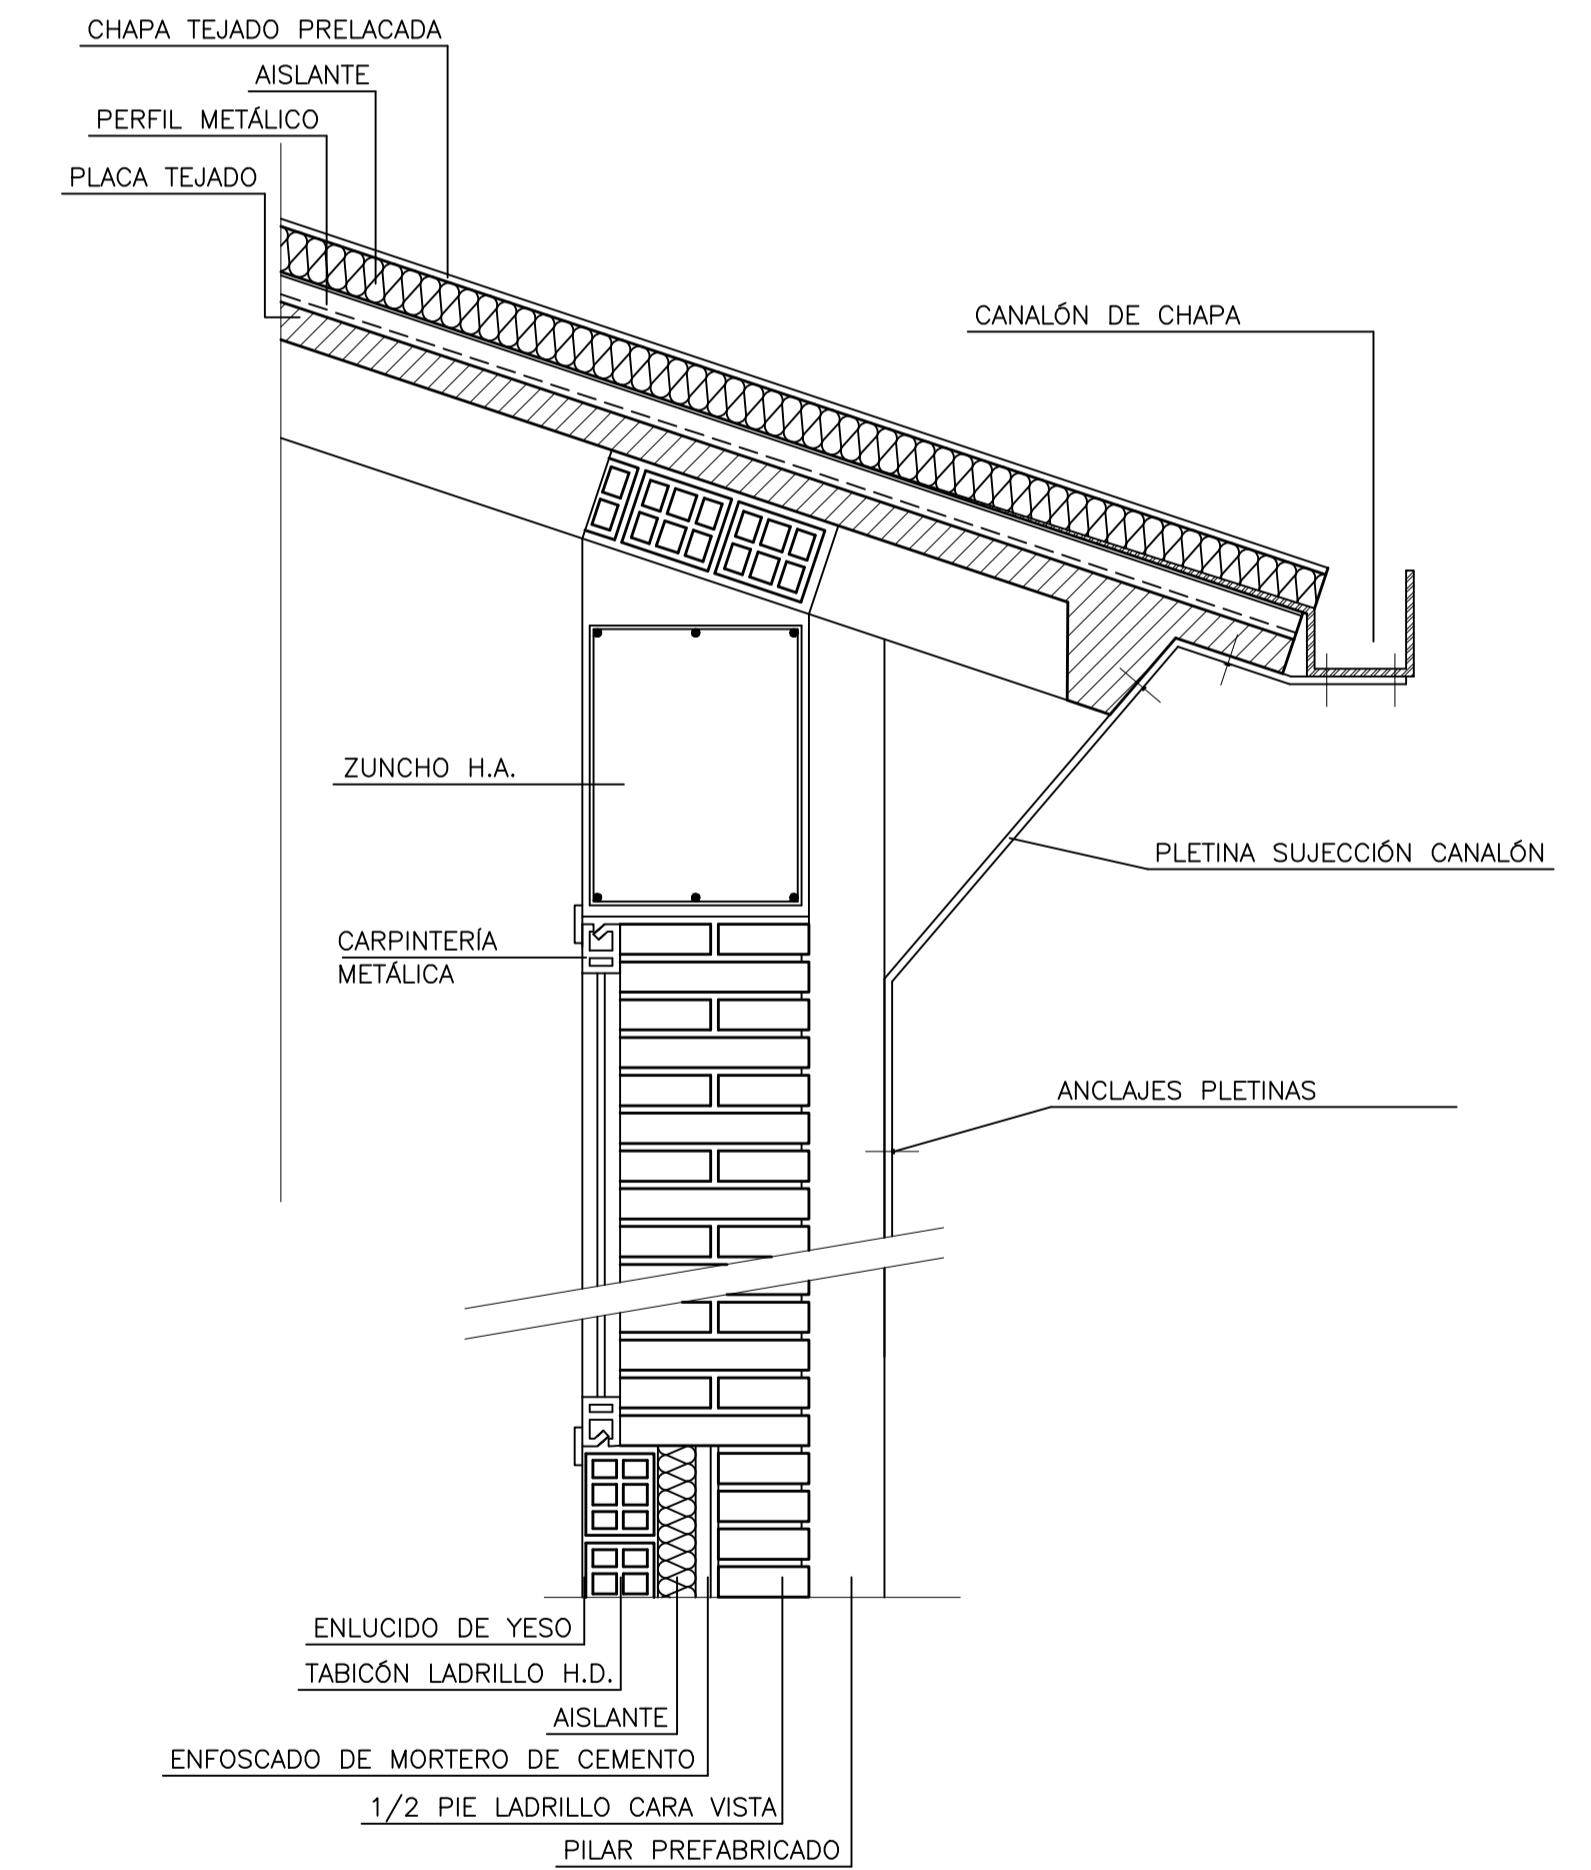 CHAPA TEJADO PRELACADA
AISLANTE
PERFIL METÁLICO
PLACA TEJADO
CANALÓN DE CHAPA
ZUNCHO H.A.
PLETINA SUJECCIÓN CANALÓN
CARPINTERÍA
METÁLICA
ANCLAJES PLETINAS
ENLUCIDO DE YESO
TABICÓN LADRILLO H.D.
AISLANTE
ENFOSCADO DE MORTERO DE CEMENTO
1/2 PIE LADRILLO CARA VISTA
PILAR PREFABRICADO